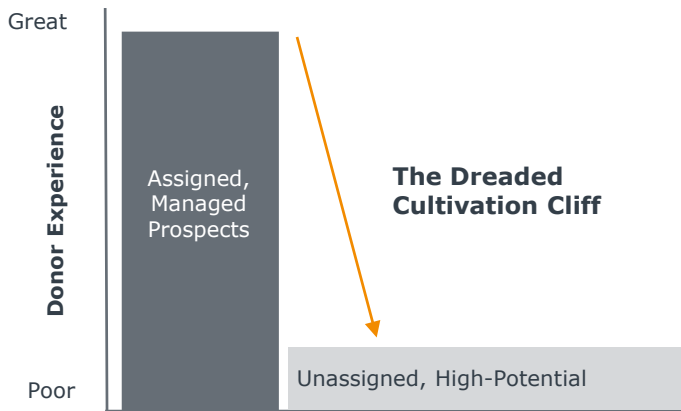 Great
Donor Experience
Assigned,
Managed
Prospects
The Dreaded
Cultivation Cliff
Unassigned, High-Potential
Poor